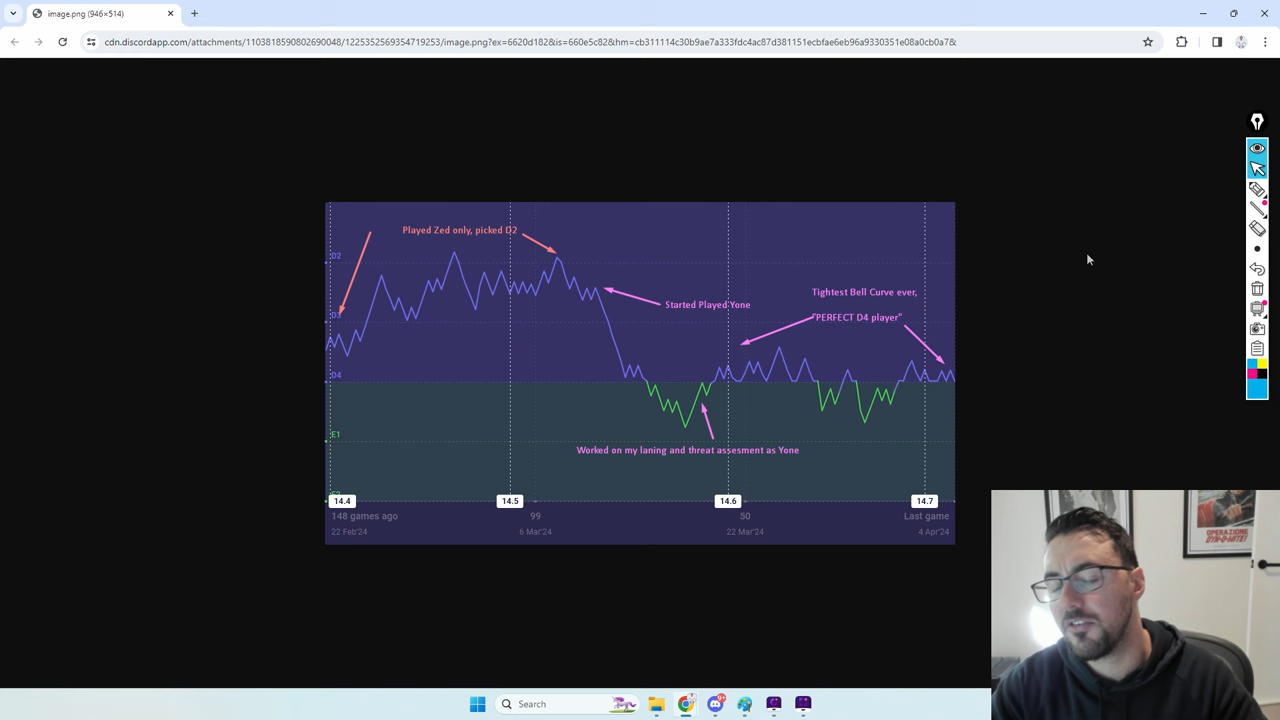 image.png (946×514)
cdn.discordapp.com/attachments/1103818590802690048/1225352569354719253/image.png?ex=6620d182&is=660e5c82&hm=cb311114c30b9ae7a333fdc4ac87d381151ecbfae6eb96a9330351e08a0cb0a7&
Played Zed only, picked D2
D2
Tightest Bell Curve ever,
Started Played Yone
D3
"PERFECT D4 player"
D4
E1
Worked on my laning and threat assesment as Yone
14.4
14.5
14.6
14.7
148 games ago
99
50
Last game
22 Feb'24
6 Mar'24
22 Mar'24
4 Apr'24
OPERAZIONE
Search
9+